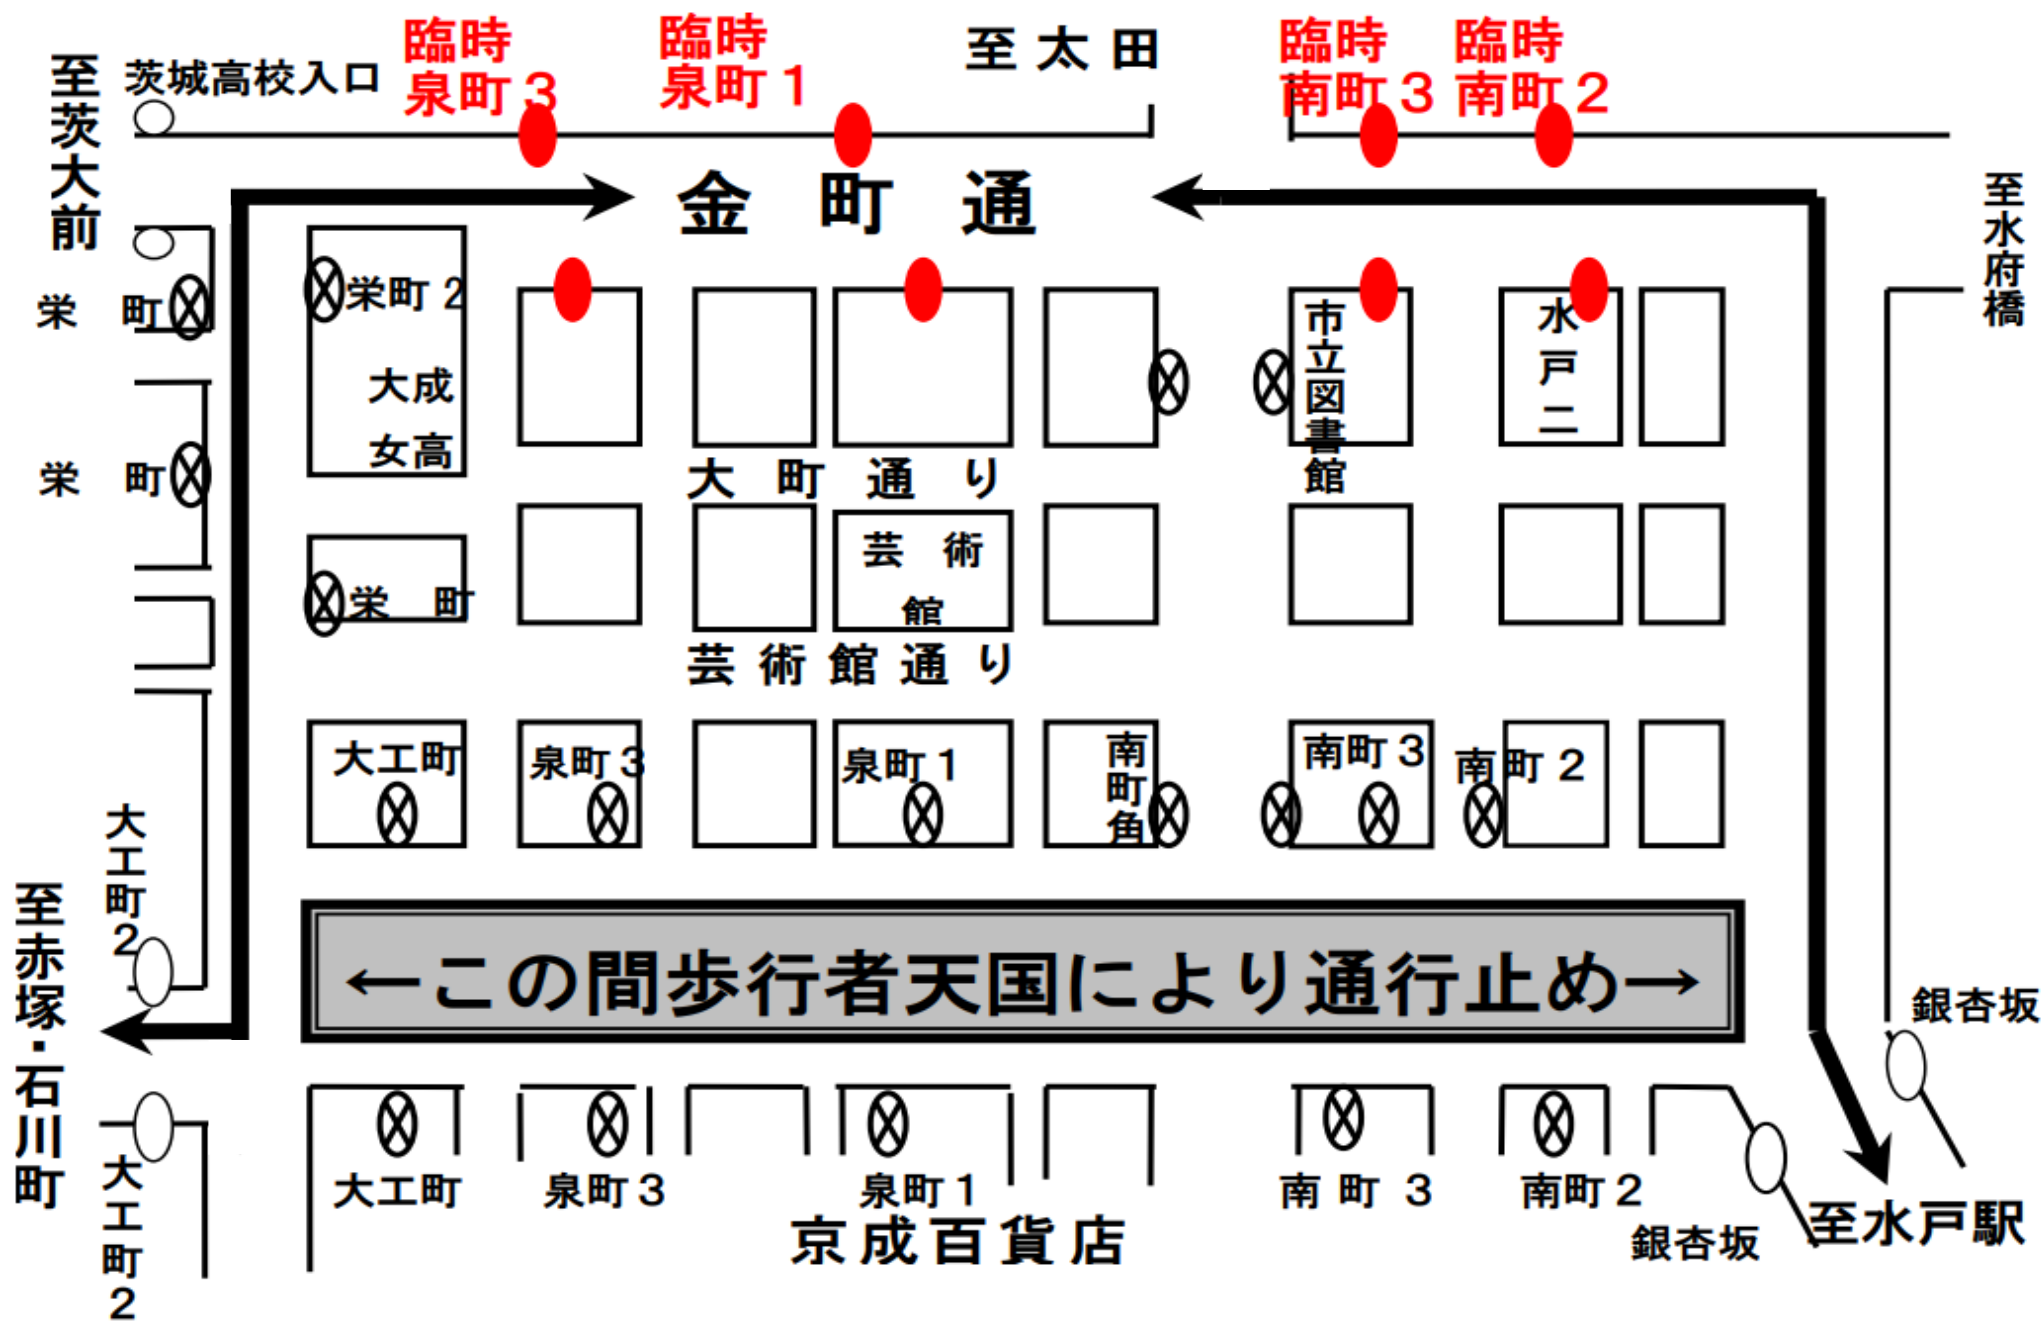 臨時
泉町３
臨時
泉町１
至太田
臨時
南町３
臨時
南町２
至茨大前
茨城高校入口
金町通
至水府橋
栄町
栄町２
大成
女高
市立図書館
水戸二
栄町
大町通り
芸術
館
栄町
芸術館通り
大工町
泉町３
泉町１
南町角
南町３
南町２
大工町２
至赤塚・石川町
←この間歩行者天国により通行止め→
銀杏坂
大工町２
大工町
泉町３
泉町１
南町３
南町２
京成百貨店
銀杏坂
至水戸駅